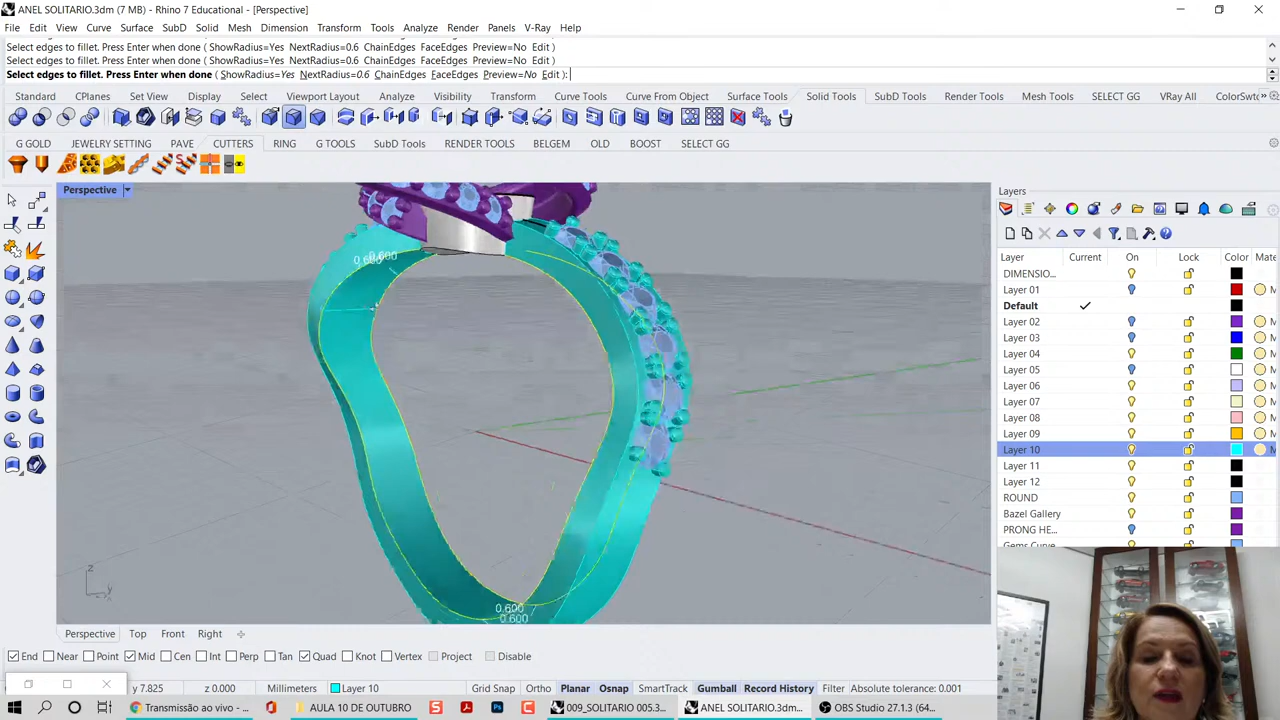 ANEL SOLITARIO.3dm (7 MB) - Rhino 7 Educational - [Perspective]
File Edit View Curve Surface SubD Solid Mesh Dimension Transform Tools Analyze Render Panels V-Ray Help
Select edges to fillet. Press Enter when done ( ShowRadius=Yes NextRadius=0.6 ChainEdges FaceEdges Preview=No Edit )
Select edges to fillet. Press Enter when done ( ShowRadius=Yes NextRadius=0.6 ChainEdges FaceEdges Preview=No Edit )
Select edges to fillet. Press Enter when done ( ShowRadius=Yes NextRadius=0.6 ChainEdges FaceEdges Preview=No Edit ):
Standard CPlanes Set View Display Select Viewport Layout Analyze Visibility Transform Curve Tools Curve From Object Surface Tools Solid Tools SubD Tools Render Tools Mesh Tools SELECT GG VRay All ColorSwtc
G GOLD JEWELRY SETTING PAVE CUTTERS RING G TOOLS SubD Tools RENDER TOOLS BELGEM OLD BOOST SELECT GG
Perspective
0.600
0.600
0.600
z
y
Layers
Layer Current On Lock Color Mate
DIMENSIO...
Layer 01 M
Default
Layer 02 M
Layer 03 M
Layer 04 M
Layer 05 M
Layer 06 M
Layer 07 M
Layer 08 M
Layer 09 M
Layer 10 M
Layer 11
Layer 12
ROUND
Bazel Gallery
PRONG HE...
Gems Curve
Perspective Top Front Right
End Near Point Mid Cen Int Perp Tan Quad Knot Vertex Project Disable
y 7.825 z 0.000 Millimeters Layer 10 Grid Snap Ortho Planar Osnap SmartTrack Gumball Record History Filter Absolute tolerance: 0.001
Transmissão ao vivo - ... AULA 10 DE OUTUBRO 009_SOLITARIO 005.3... ANEL SOLITARIO.3dm... OBS Studio 27.1.3 (64...